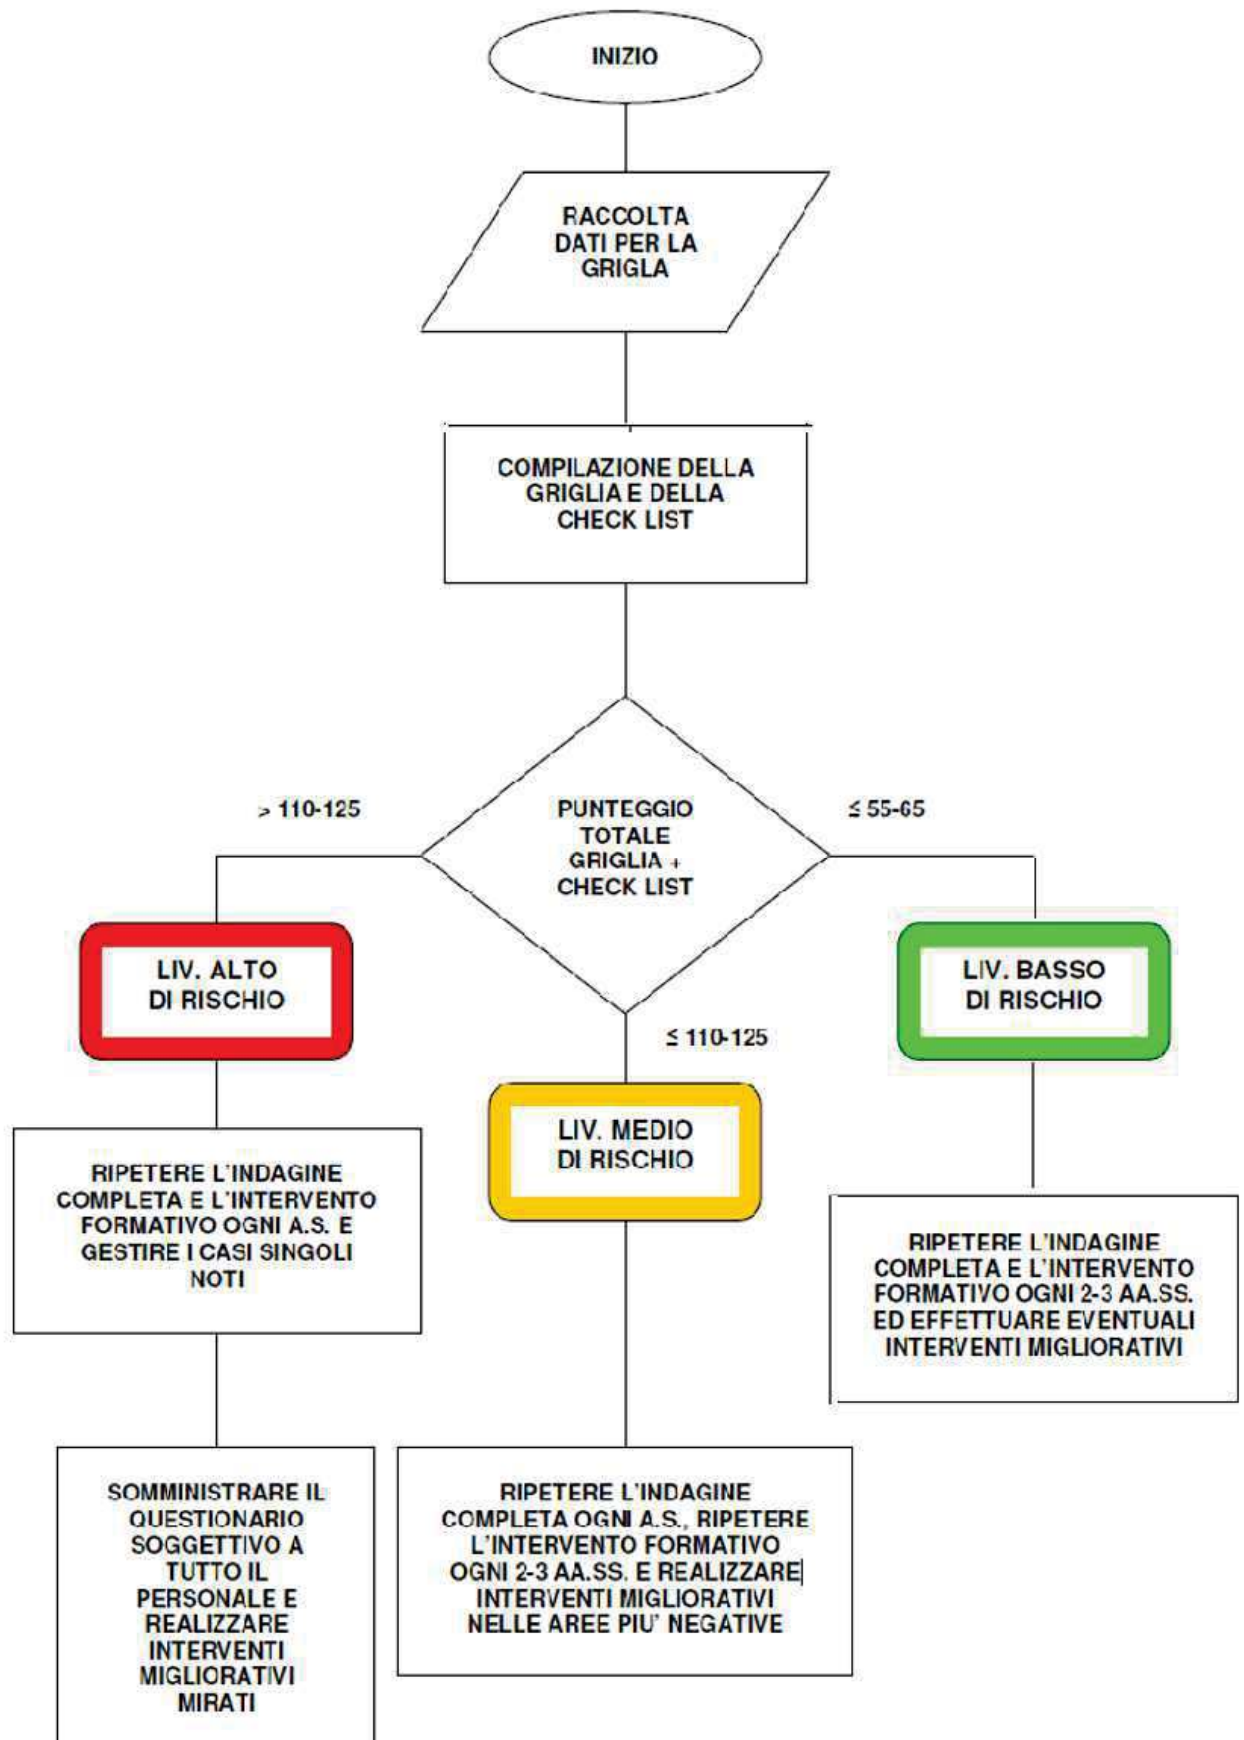 INIZIO
RACCOLTA
DATI PER LA
GRIGLA
COMPILAZIONE DELLA
GRIGLIA E DELLA
CHECK LIST
> 110-125
PUNTEGGIO
TOTALE
GRIGLIA +
CHECK LIST
≤ 55-65
LIV. ALTO
DI RISCHIO
LIV. BASSO
DI RISCHIO
≤ 110-125
LIV. MEDIO
DI RISCHIO
RIPETERE L'INDAGINE
COMPLETA E L'INTERVENTO
FORMATIVO OGNI A.S. E
GESTIRE I CASI SINGOLI
NOTI
RIPETERE L'INDAGINE
COMPLETA E L'INTERVENTO
FORMATIVO OGNI 2-3 AA.SS.
ED EFFETTUARE EVENTUALI
INTERVENTI MIGLIORATIVI
SOMMINISTRARE IL
QUESTIONARIO
SOGGETTIVO A
TUTTO IL
PERSONALE E
REALIZZARE
INTERVENTI
MIGLIORATIVI
MIRATI
RIPETERE L'INDAGINE
COMPLETA OGNI A.S., RIPETERE
L'INTERVENTO FORMATIVO
OGNI 2-3 AA.SS. E REALIZZARE
INTERVENTI MIGLIORATIVI
NELLE AREE PIU' NEGATIVE